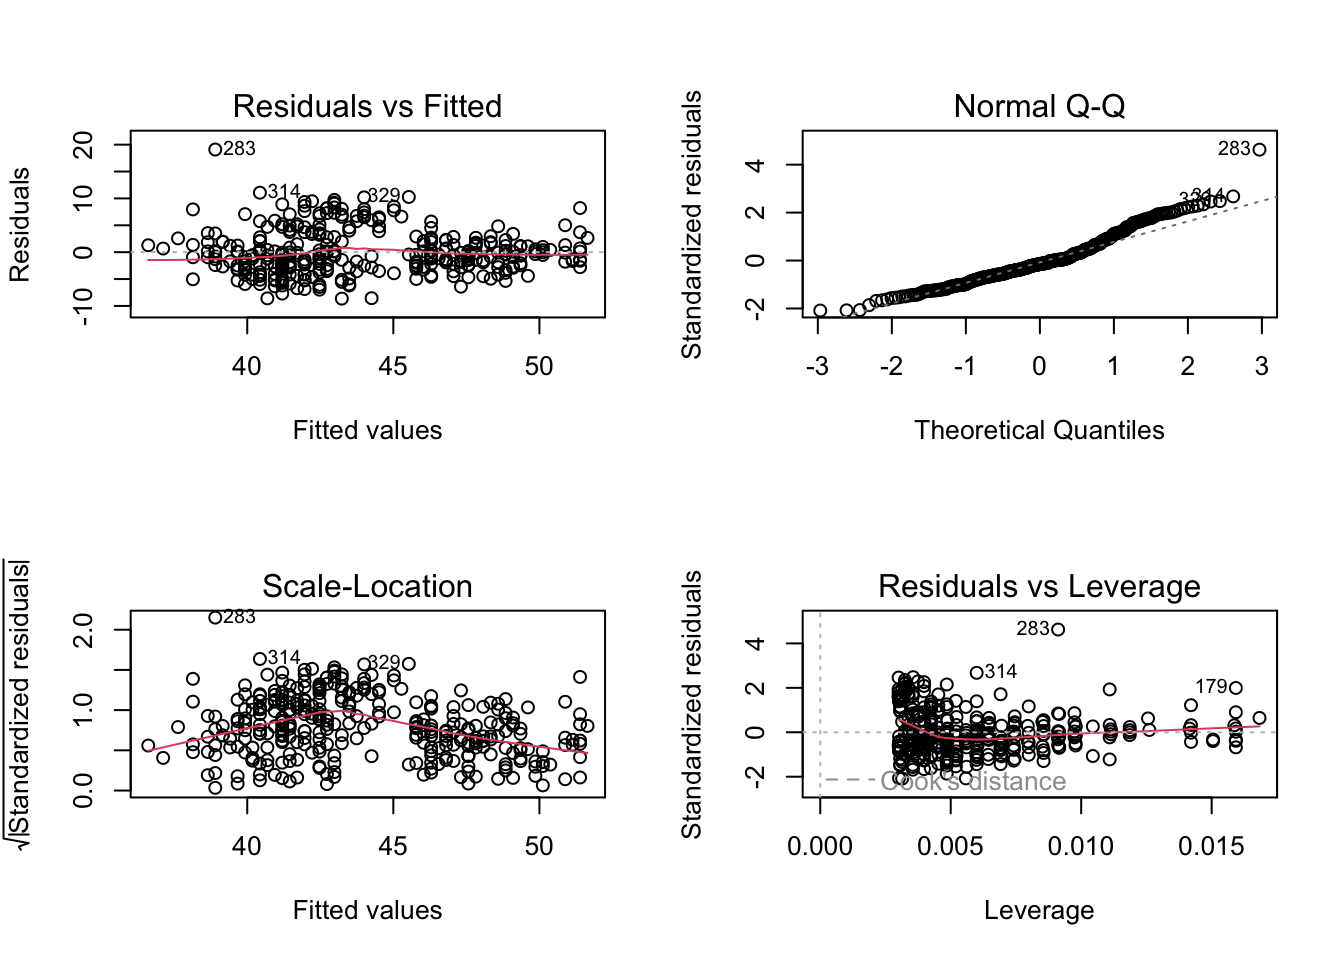 Residuals vs Fitted
Residuals
20
10
0
-10
283
314
329
40 45 50
Fitted values
Normal Q-Q
Standardized residuals
4
2
0
-2
283
314
-3 -2 -1 0 1 2 3
Theoretical Quantiles
Scale-Location
√|Standardized residuals|
2.0
1.0
0.0
283
314
329
40 45 50
Fitted values
Residuals vs Leverage
Standardized residuals
4
2
0
-2
283
314
179
Cook's distance
0.000 0.005 0.010 0.015
Leverage